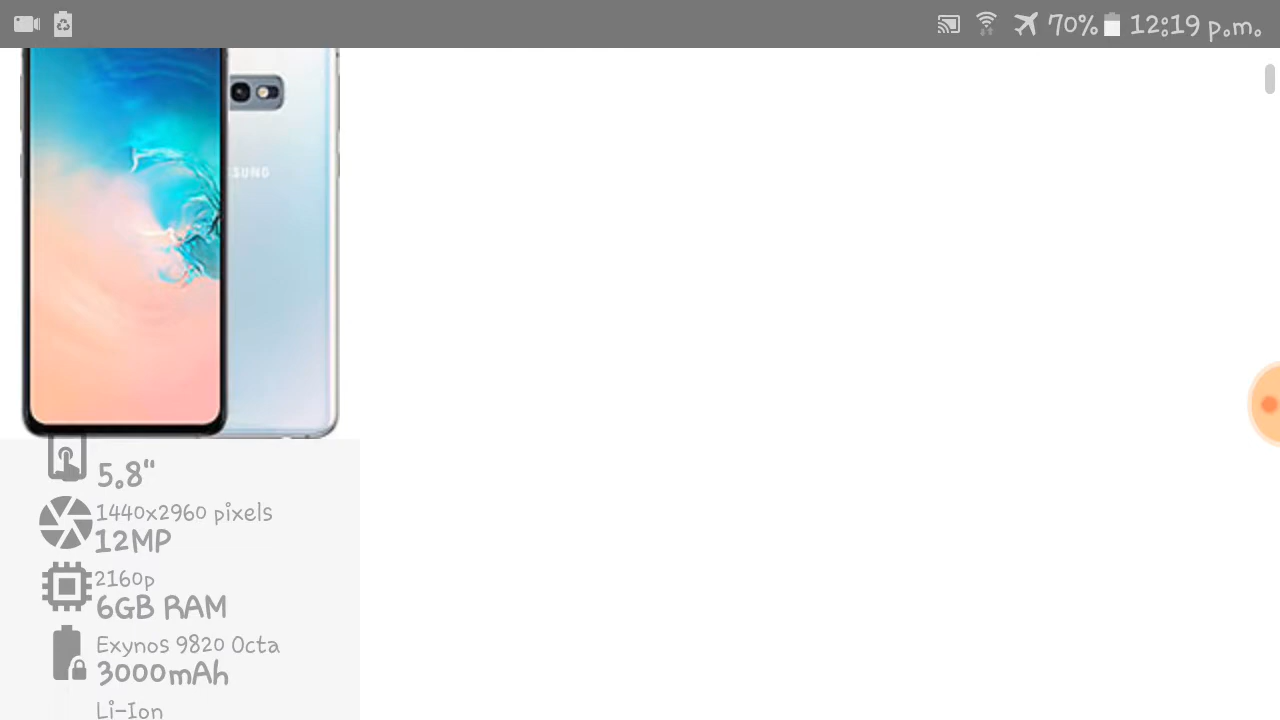 70% 12:19 p.m.
SUNG
5.8"
1440x2960 pixels
12MP
2160p
6GB RAM
Exynos 9820 Octa
3000mAh
Li-Ion